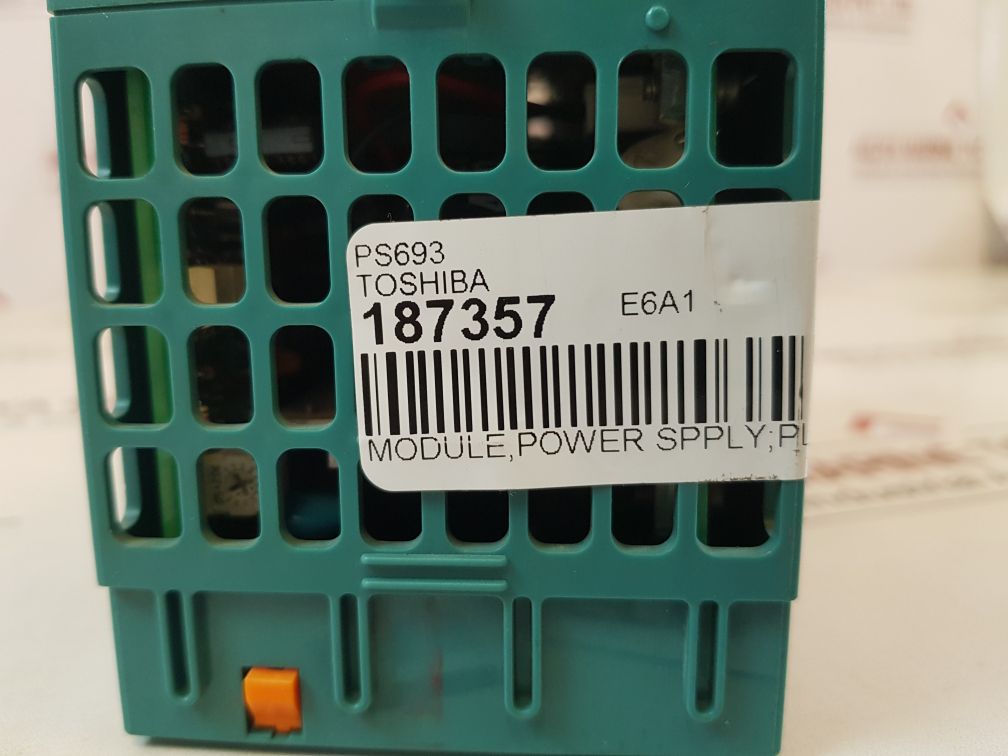 PS693
TOSHIBA
187357 E6A1
MODULE,POWER SPPLY;PL